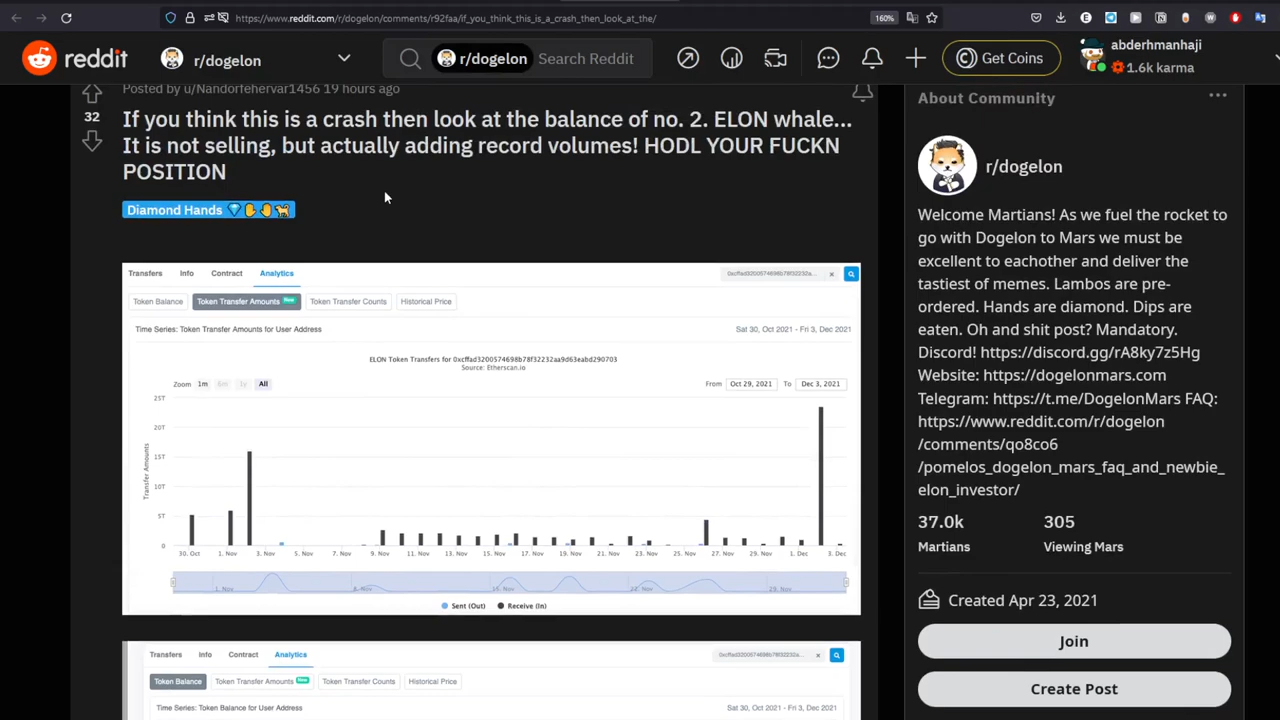 https://www.reddit.com/r/dogelon/comments/r92faa/if_you_think_this_is_a_crash_then_look_at_the/
160%
reddit
r/dogelon
r/dogelon
Search Reddit
Get Coins
abderhmanhaji
1.6k karma
Posted by u/Nandorfehervar1456 19 hours ago
32
If you think this is a crash then look at the balance of no. 2. ELON whale...
It is not selling, but actually adding record volumes! HODL YOUR FUCKN
POSITION
Diamond Hands
Transfers Info Contract Analytics
Token Balance Token Transfer Amounts New Token Transfer Counts Historical Price
Time Series: Token Transfer Amounts for User Address
Sat 30, Oct 2021 - Fri 3, Dec 2021
ELON Token Transfers for 0xcffad3200574698b78f32232aa9d63eabd290703
Source: Etherscan.io
Zoom 1m 6m 1y All
From Oct 29, 2021 To Dec 3, 2021
Transfer Amounts
25T
20T
15T
10T
5T
0
30. Oct 1. Nov 3. Nov 5. Nov 7. Nov 9. Nov 11. Nov 13. Nov 15. Nov 17. Nov 19. Nov 21. Nov 23. Nov 25. Nov 27. Nov 29. Nov 1. Dec 3. Dec
Sent (Out) Receive (In)
Transfers Info Contract Analytics
Token Balance Token Transfer Amounts New Token Transfer Counts Historical Price
Time Series: Token Balance for User Address
Sat 30, Oct 2021 - Fri 3, Dec 2021
About Community
r/dogelon
Welcome Martians! As we fuel the rocket to
go with Dogelon to Mars we must be
excellent to eachother and deliver the
tastiest of memes. Lambos are pre-
ordered. Hands are diamond. Dips are
eaten. Oh and shit post? Mandatory.
Discord! https://discord.gg/rA8ky7z5Hg
Website: https://dogelonmars.com
Telegram: https://t.me/DogelonMars FAQ:
https://www.reddit.com/r/dogelon
/comments/qo8co6
/pomelos_dogelon_mars_faq_and_newbie_
elon_investor/
37.0k
Martians
305
Viewing Mars
Created Apr 23, 2021
Join
Create Post